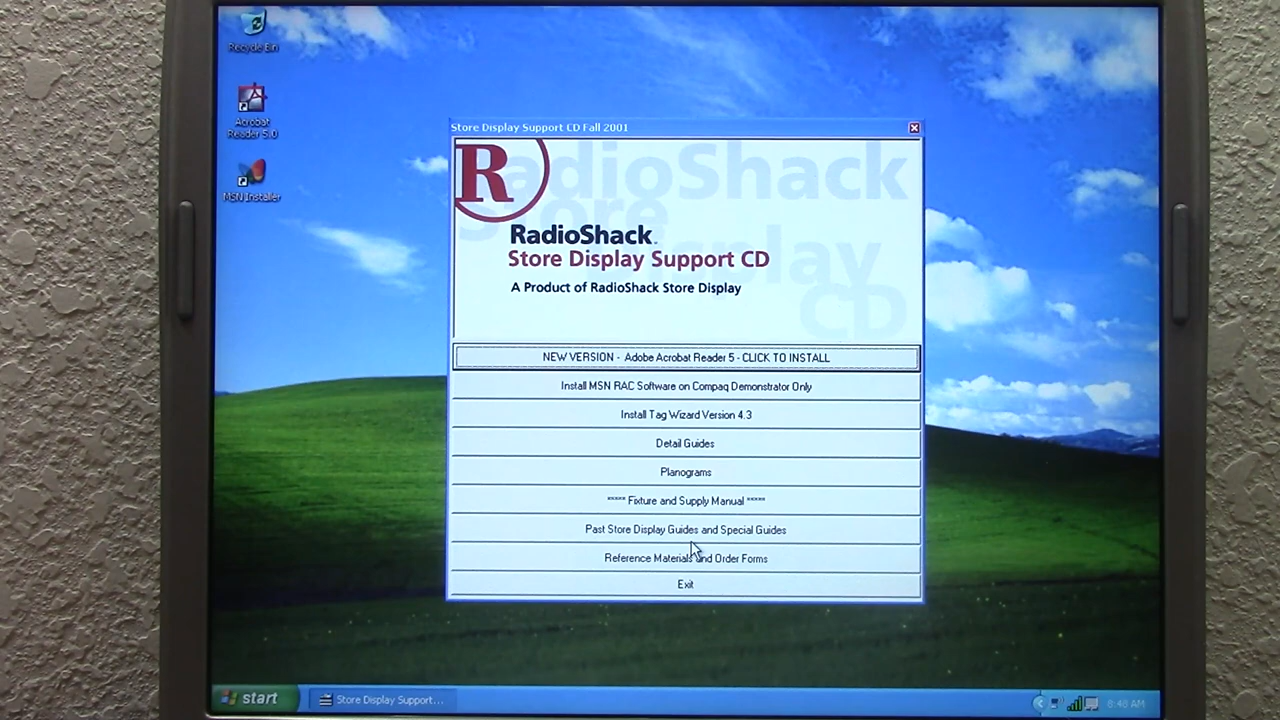 Recycle Bin
Acrobat
Reader 5.0
MSN Installer
Store Display Support CD Fall 2001
R
RadioShack
Store
Display
CD
RadioShack
Store Display Support CD
A Product of RadioShack Store Display
NEW VERSION - Adobe Acrobat Reader 5 - CLICK TO INSTALL
Install MSN RAC Software on Compaq Demonstrator Only
Install Tag Wizard Version 4.3
Detail Guides
Planograms
***** Fixture and Supply Manual *****
Past Store Display Guides and Special Guides
Reference Materials and Order Forms
Exit
start
Store Display Support...